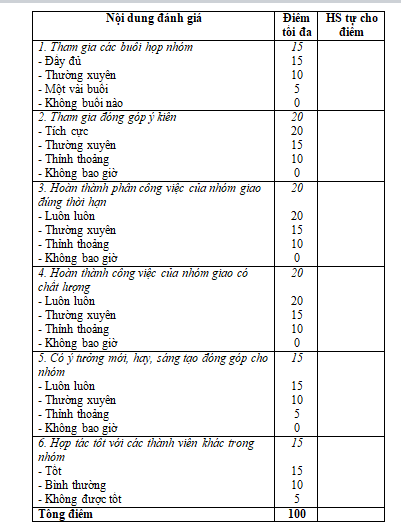 Nội dung đánh giá | Điểm tối đa | HS tự cho điểm
1. Tham gia các buổi họp nhóm 15
- Đầy đủ 15
- Thường xuyên 10
- Một vài buổi 5
- Không buổi nào 0
2. Tham gia đóng góp ý kiến 20
- Tích cực 20
- Thường xuyên 15
- Thỉnh thoảng 10
- Không bao giờ 0
3. Hoàn thành phần công việc của nhóm giao 20
đúng thời hạn
- Luôn luôn 20
- Thường xuyên 15
- Thỉnh thoảng 10
- Không bao giờ 0
4. Hoàn thành công việc của nhóm giao có 20
chất lượng
- Luôn luôn 20
- Thường xuyên 15
- Thỉnh thoảng 10
- Không bao giờ 0
5. Có ý tưởng mới, hay, sáng tạo đóng góp cho 15
nhóm
- Luôn luôn 15
- Thường xuyên 10
- Thỉnh thoảng 5
- Không bao giờ 0
6. Hợp tác tốt với các thành viên khác trong 15
nhóm
- Tốt 15
- Bình thường 10
- Không được tốt 5
Tổng điểm 100